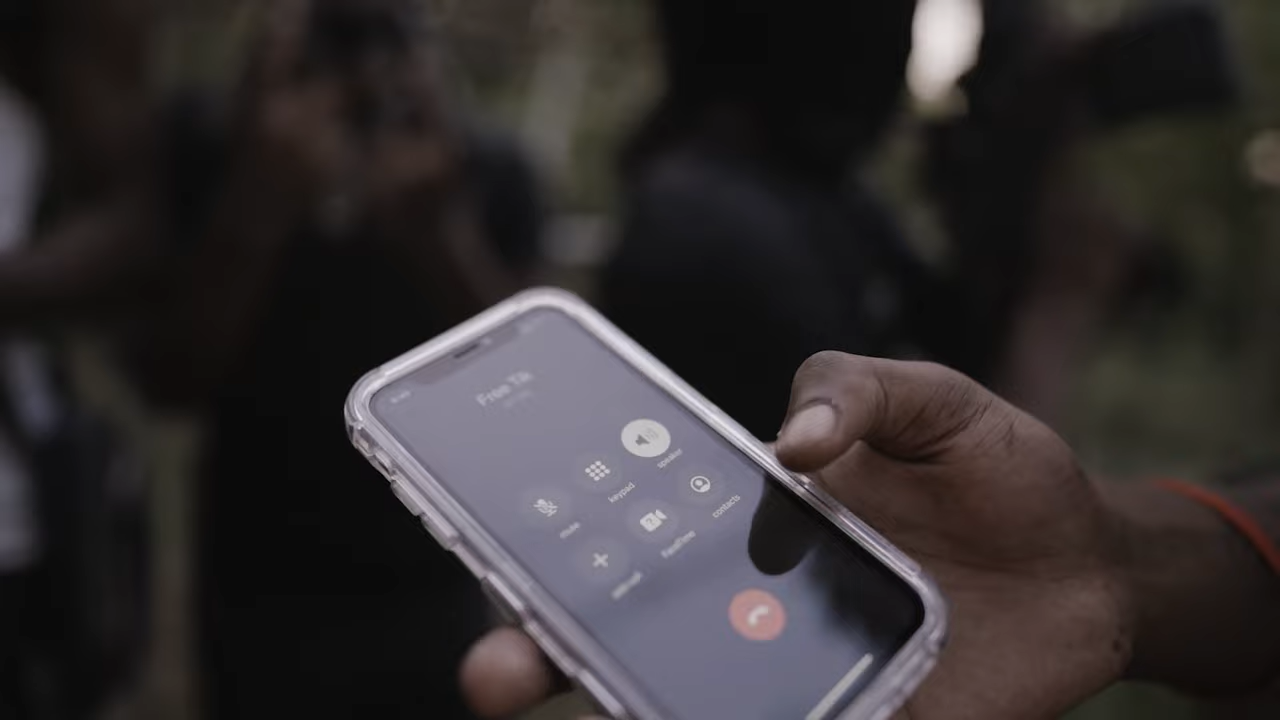 Free Tik
speaker
keypad
mute
contacts
FaceTime